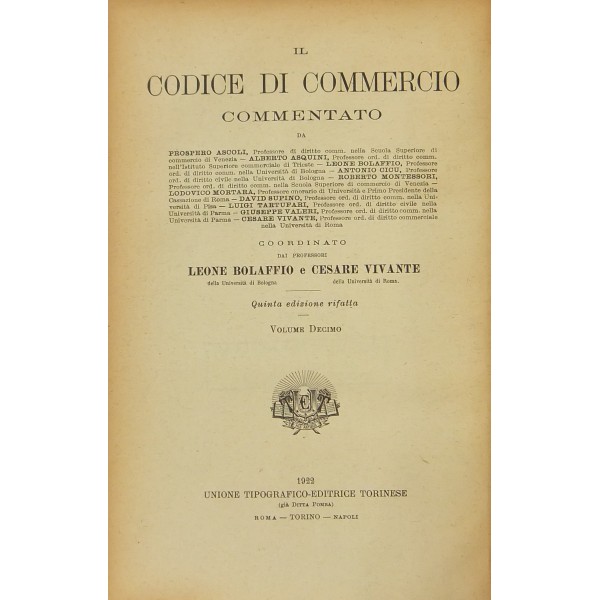 IL
CODICE DI COMMERCIO
COMMENTATO
DA
PROSPERO ASCOLI, Professore di diritto comm. nella Scuola Superiore di
commercio di Venezia — ALBERTO ASQUINI, Professore ord. di diritto comm.
nell'Istituto Superiore commerciale di Trieste — LEONE BOLAFFIO, Professore
ord. di diritto comm. nella Università di Bologna — ANTONIO CICU, Professore
ord. di diritto civile nella Università di Bologna — ROBERTO MONTESSORI,
Professore ord. di diritto comm. nella Scuola Superiore di commercio di Venezia —
LODOVICO MORTARA, Professore onorario di Università e Primo Presidente della
Cassazione di Roma — DAVID SUPINO, Professore ord. di diritto comm. nella Uni-
versità di Pisa — LUIGI TARTUFARI, Professore ord. di diritto civile nella
Università di Parma — GIUSEPPE VALERI, Professore ord. di diritto comm. nella
Università di Parma — CESARE VIVANTE, Professore ord. di diritto commerciale
nella Università di Roma
COORDINATO
DAI PROFESSORI
LEONE BOLAFFIO e CESARE VIVANTE
della Università di Bologna della Università di Roma.
Quinta edizione rifatta
VOLUME DECIMO
U T E T
1922
UNIONE TIPOGRAFICO-EDITRICE TORINESE
(già DITTA POMBA)
ROMA — TORINO — NAPOLI